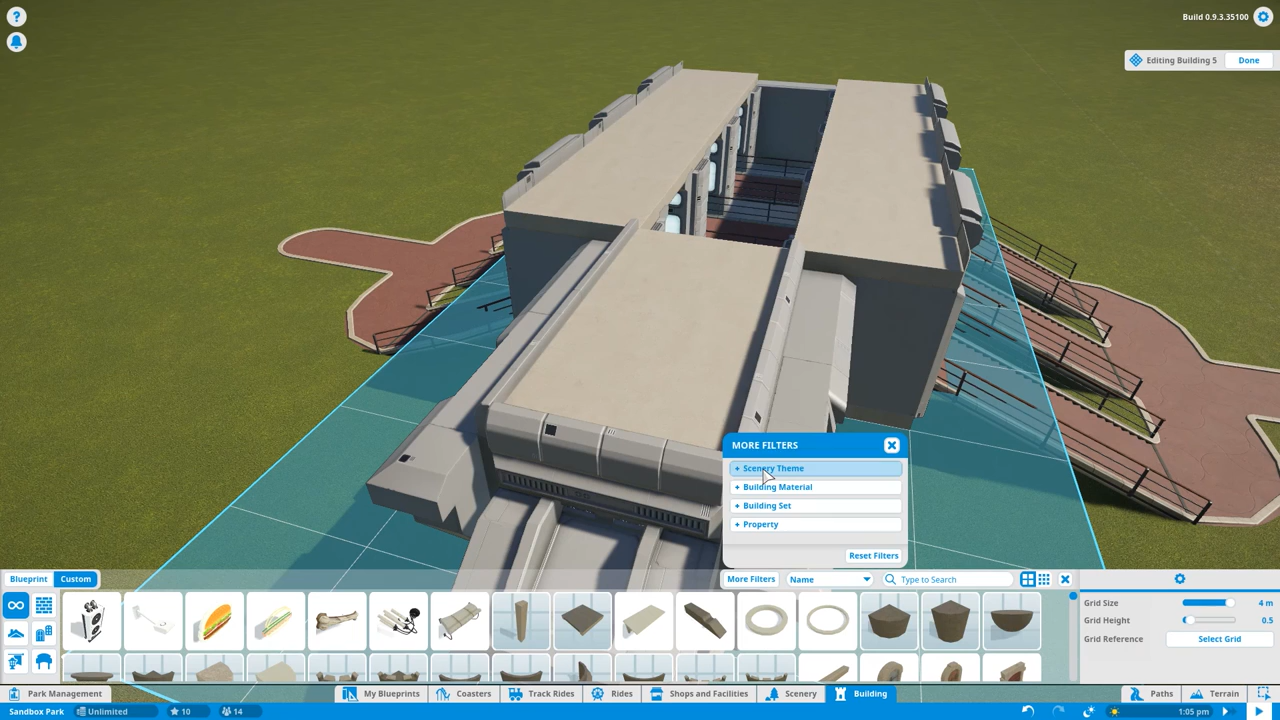 ?
Build 0.9.3.35100
Editing Building 5
Done
MORE FILTERS
+ Scenery Theme
+ Building Material
+ Building Set
+ Property
Reset Filters
Blueprint
Custom
More Filters
Name
Type to Search
Grid Size
4 m
Grid Height
0.5
Grid Reference
Select Grid
Park Management
My Blueprints
Coasters
Track Rides
Rides
Shops and Facilities
Scenery
Building
Paths
Terrain
Sandbox Park
Unlimited
10
14
1:05 pm